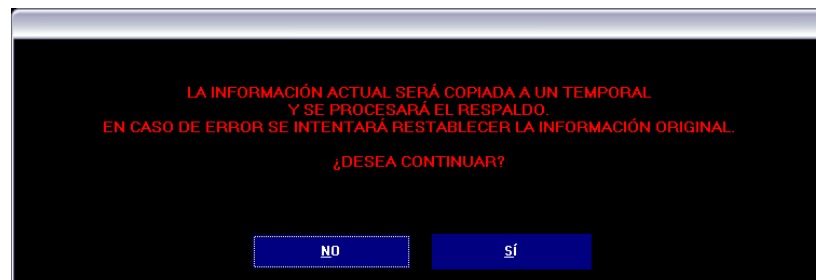 LA INFORMACIÓN ACTUAL SERÁ COPIADA A UN TEMPORAL
Y SE PROCESARÁ EL RESPALDO.
EN CASO DE ERROR SE INTENTARÁ RESTABLECER LA INFORMACIÓN ORIGINAL.
¿DESEA CONTINUAR?
NO SÍ